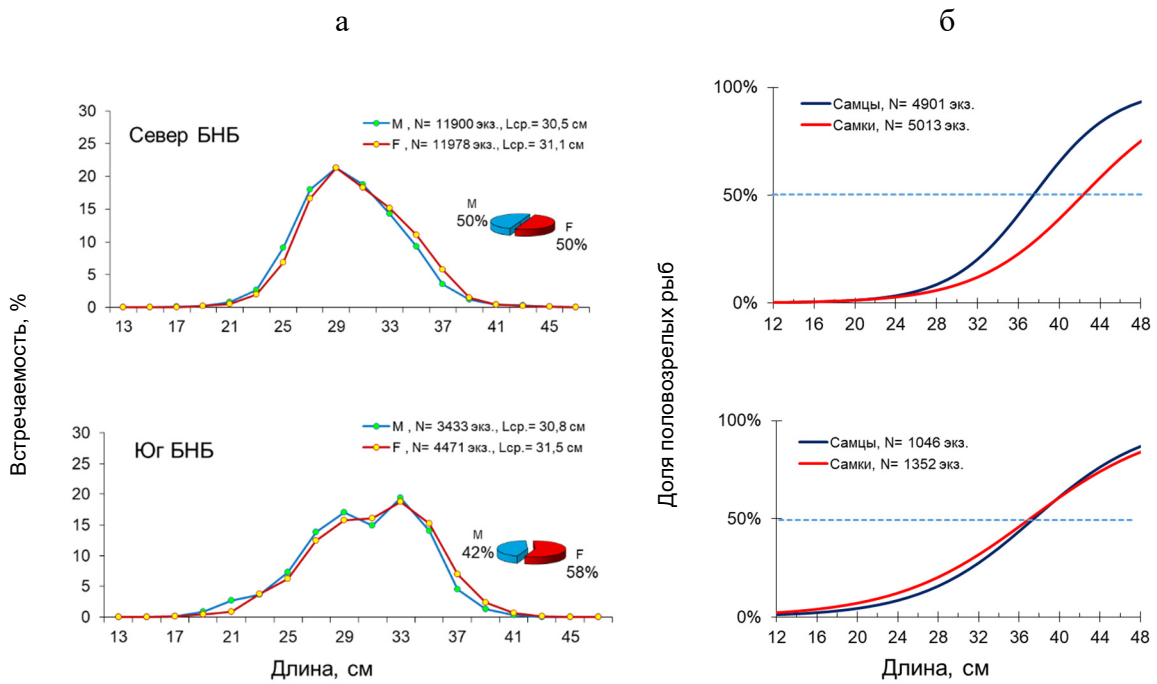 а
б
Встречаемость, %
Север БНБ
М , N= 11900 экз., Lср.= 30,5 см
F , N= 11978 экз., Lср.= 31,1 см
М
50%
F
50%
30
25
20
15
10
5
0
13 17 21 25 29 33 37 41 45
Юг БНБ
М , N= 3433 экз., Lср.= 30,8 см
F , N= 4471 экз., Lср.= 31,5 см
М
42%
F
58%
30
25
20
15
10
5
0
13 17 21 25 29 33 37 41 45
Длина, см
Доля половозрелых рыб
Самцы, N= 4901 экз.
Самки, N= 5013 экз.
100%
50%
0%
12 16 20 24 28 32 36 40 44 48
Самцы, N= 1046 экз.
Самки, N= 1352 экз.
100%
50%
0%
12 16 20 24 28 32 36 40 44 48
Длина, см